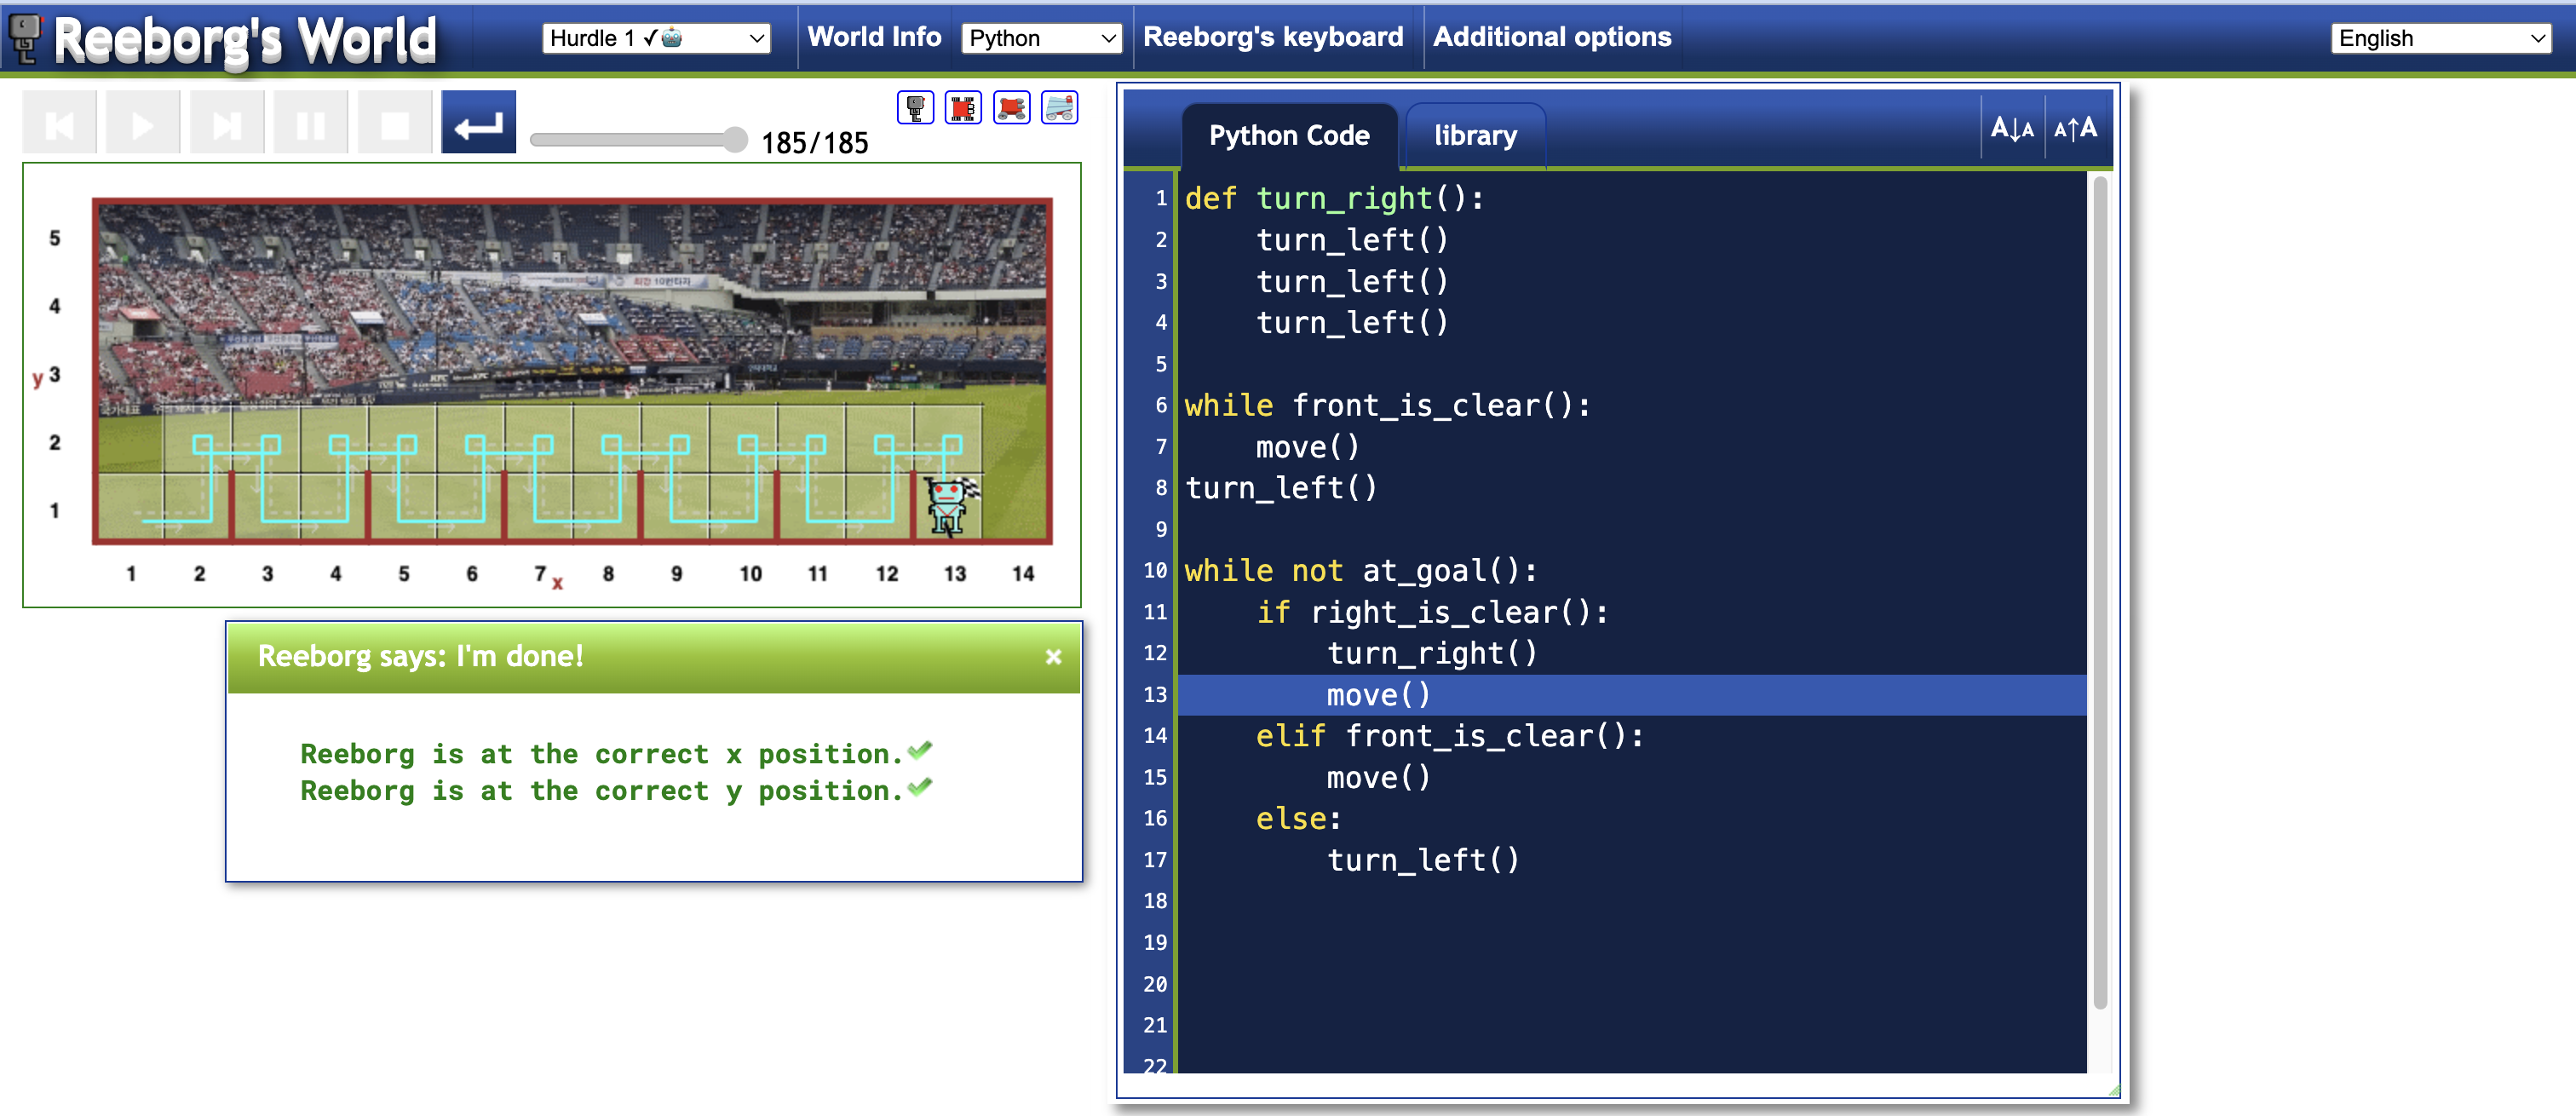 Reeborg's World
Hurdle 1 ✓🤖
World Info
Python
Reeborg's keyboard
Additional options
English
185/185
5
4
y 3
2
1
1 2 3 4 5 6 7 x 8 9 10 11 12 13 14
Reeborg says: I'm done!
×
Reeborg is at the correct x position.✔
Reeborg is at the correct y position.✔
Python Code
library
A↓A
A↑A
1 def turn_right():
2     turn_left()
3     turn_left()
4     turn_left()
5
6 while front_is_clear():
7     move()
8 turn_left()
9
10 while not at_goal():
11     if right_is_clear():
12         turn_right()
13         move()
14     elif front_is_clear():
15         move()
16     else:
17         turn_left()
18
19
20
21
22